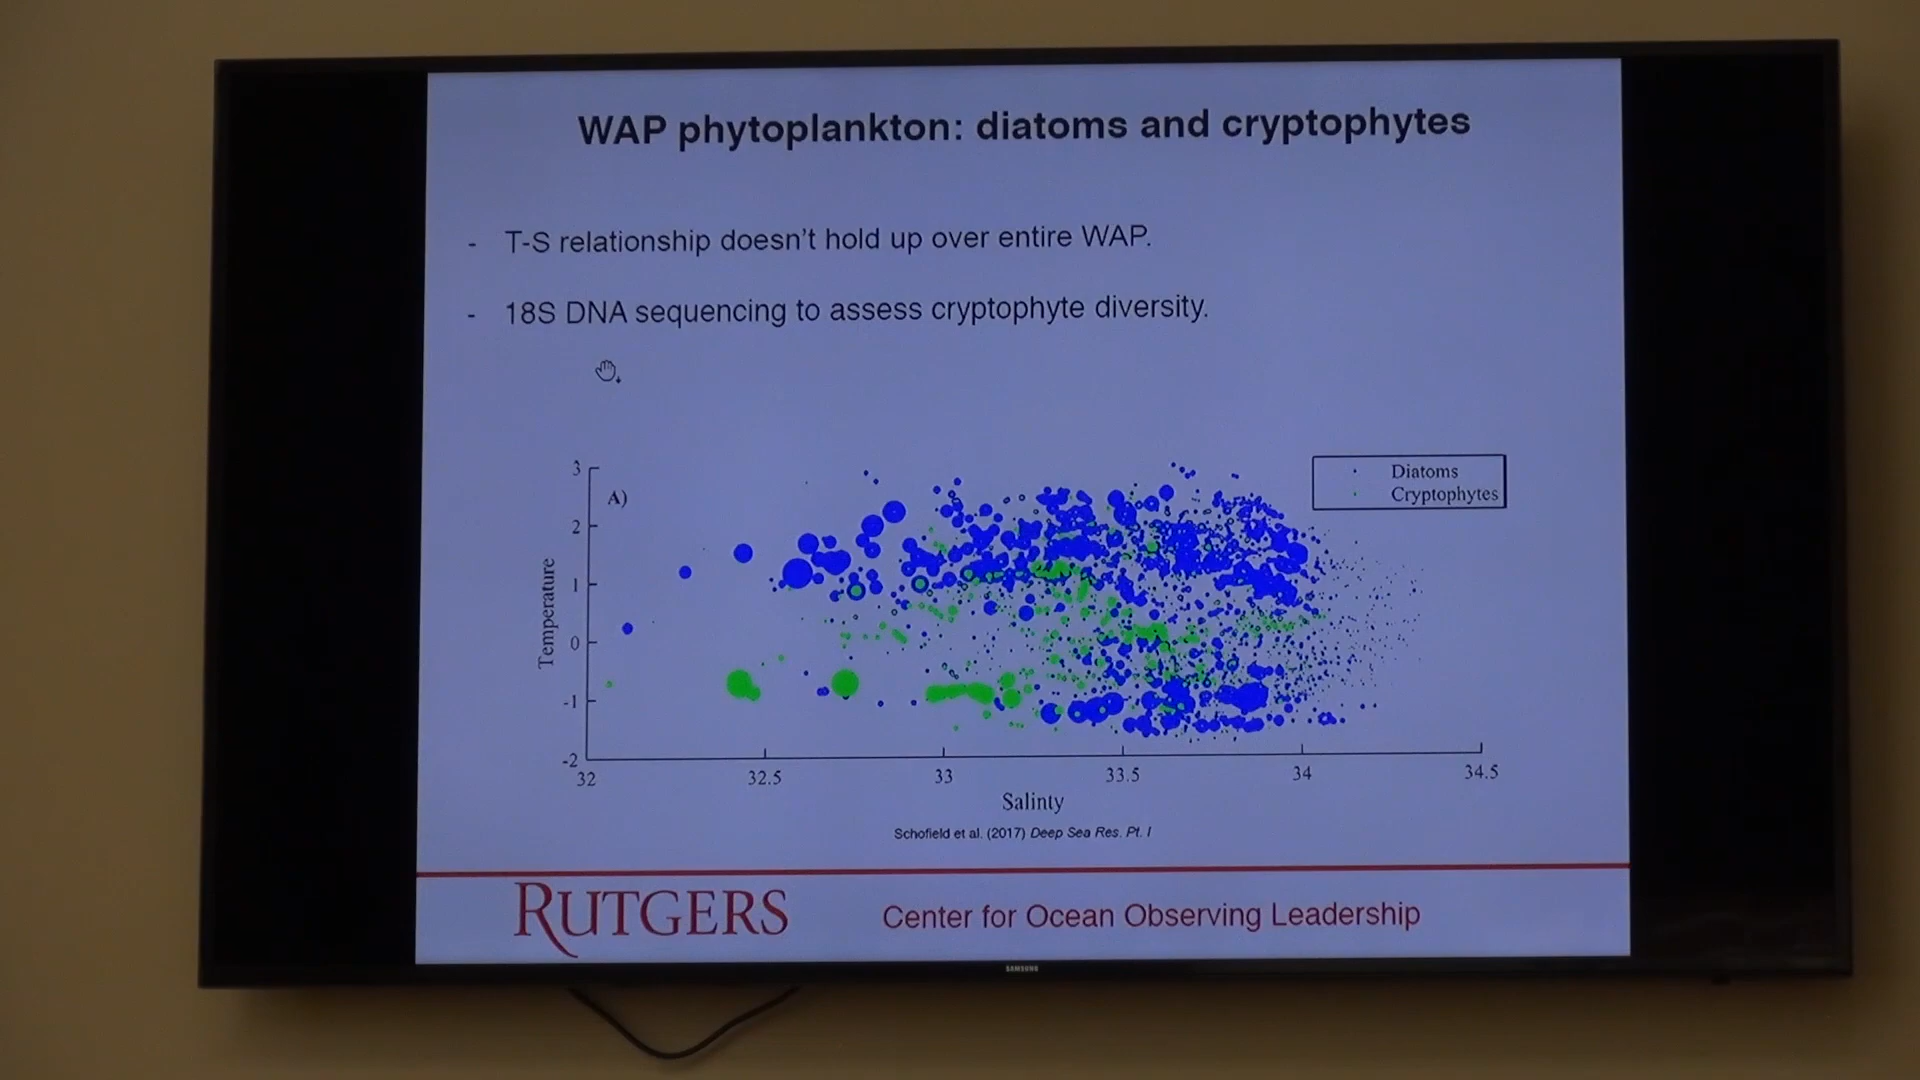 WAP phytoplankton: diatoms and cryptophytes
- T-S relationship doesn't hold up over entire WAP.
- 18S DNA sequencing to assess cryptophyte diversity.
A)
Diatoms
Cryptophytes
3
2
1
0
-1
-2
Temperature
32
32.5
33
33.5
34
34.5
Salinty
Schofield et al. (2017) Deep Sea Res. Pt. I
RUTGERS
Center for Ocean Observing Leadership
SAMSUNG